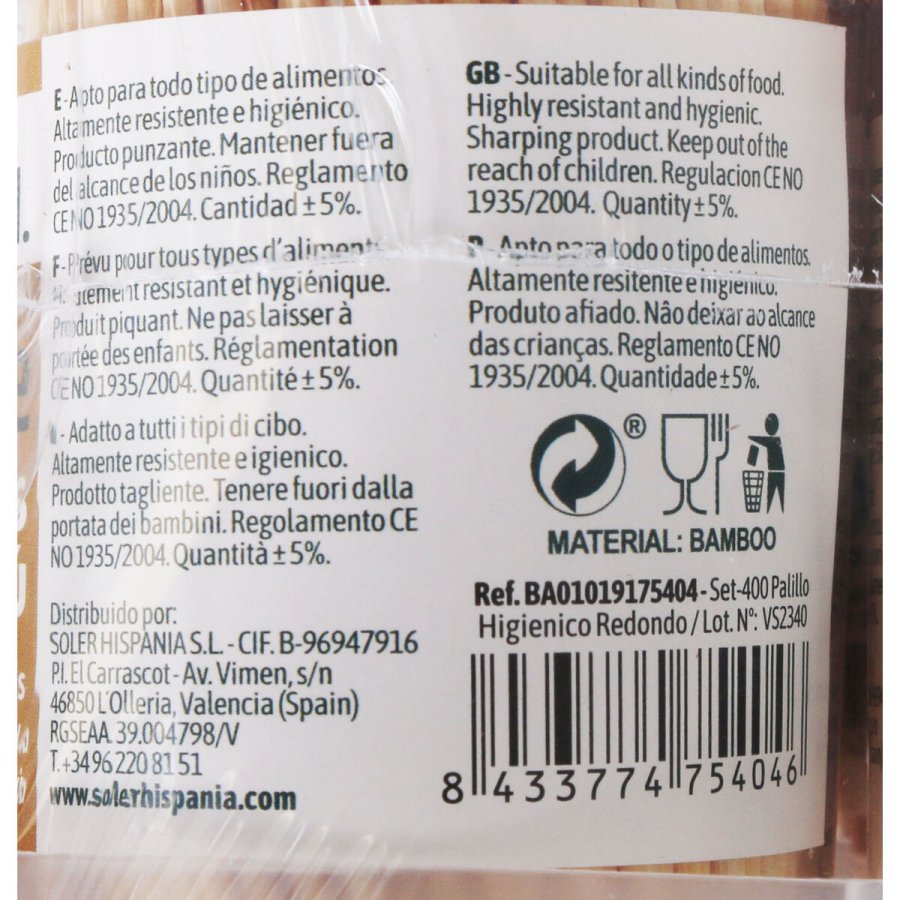 E - Apto para todo tipo de alimentos.
Altamente resistente e higiénico.
Producto punzante. Mantener fuera
del alcance de los niños. Reglamento
CE NO 1935/2004. Cantidad ± 5%.
F - Prévu pour tous types d'aliments.
Hautement resistant et hygiénique.
Produit piquant. Ne pas laisser à
portée des enfants. Réglamentation
CE NO 1935/2004. Quantité ± 5%.
- Adatto a tutti i tipi di cibo.
Altamente resistente e igienico.
Prodotto tagliente. Tenere fuori dalla
portata dei bambini. Regolamento CE
NO 1935/2004. Quantità ± 5%.
Distribuido por:
SOLER HISPANIA S.L. - CIF. B-96947916
P.I. El Carrascot - Av. Vimen, s/n
46850 L'Olleria, Valencia (Spain)
RGSEAA. 39.004798/V
T. +34 96 220 81 51
www.solerhispania.com
GB - Suitable for all kinds of food.
Highly resistant and hygienic.
Sharping product. Keep out of the
reach of children. Regulacion CE NO
1935/2004. Quantity ± 5%.
P - Apto para todo o tipo de alimentos.
Altamente resitente e higiénico.
Produto afiado. Nâo deixar ao alcance
das crianças. Reglamento CE NO
1935/2004. Quantidade ± 5%.
®
MATERIAL: BAMBOO
Ref. BA01019175404 - Set-400 Palillo
Higienico Redondo / Lot. Nº: VS2340
8 433774 754046